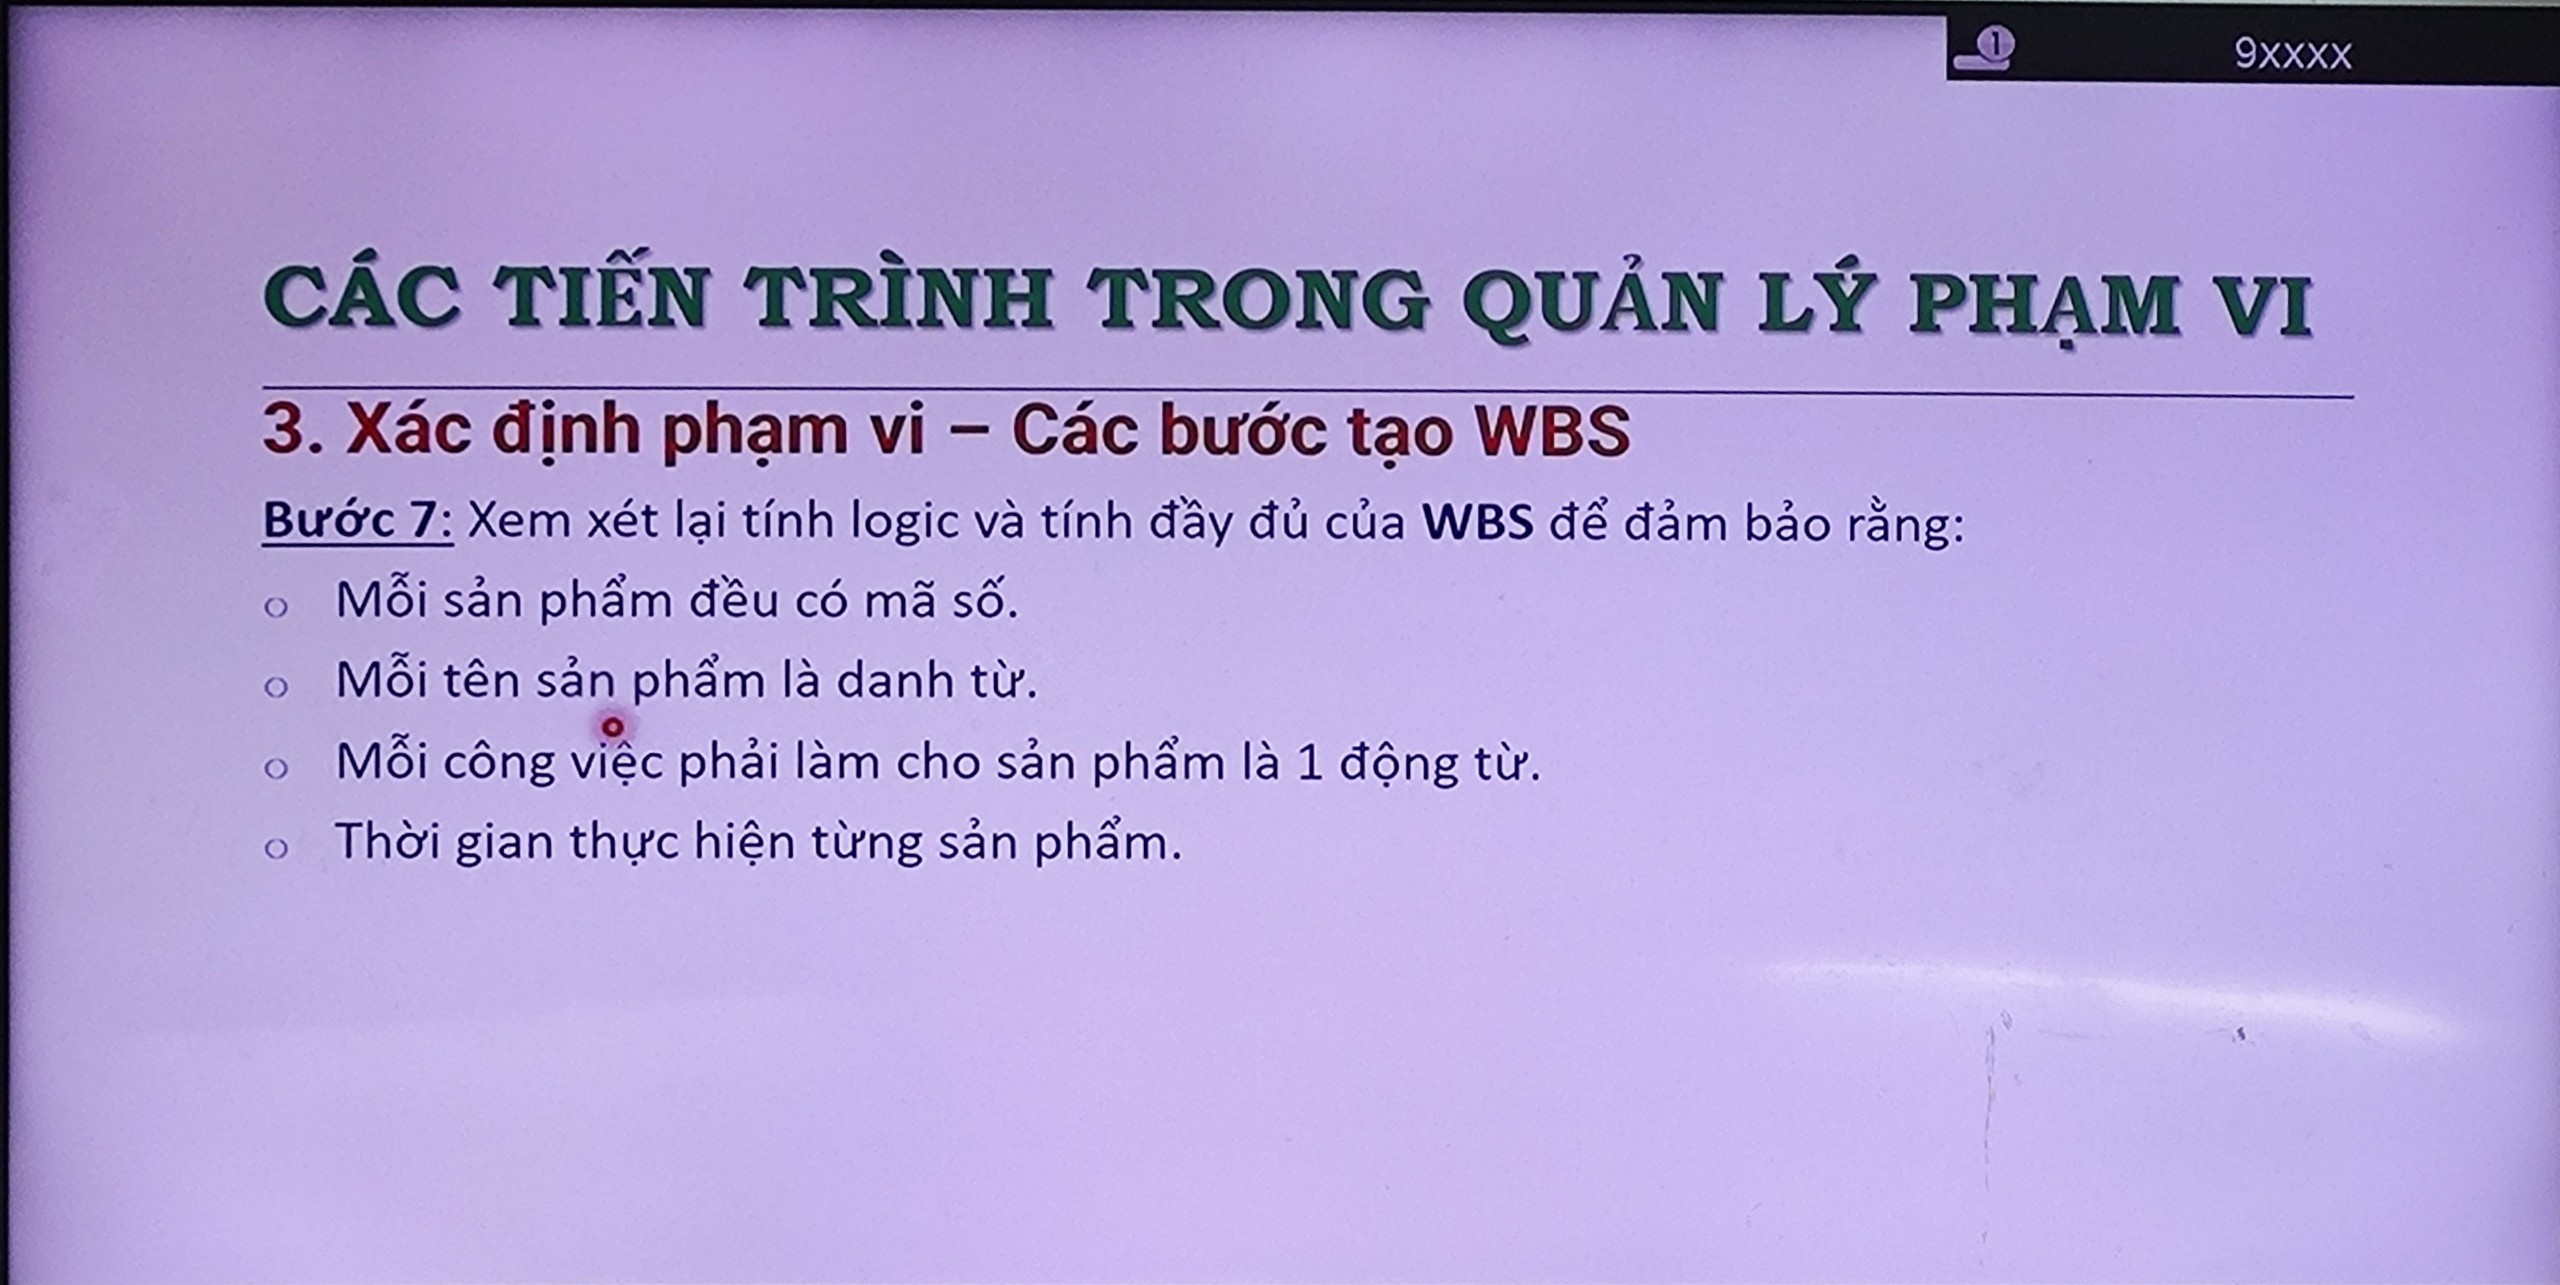 1 9xxxx
CÁC TIẾN TRÌNH TRONG QUẢN LÝ PHẠM VI
3. Xác định phạm vi – Các bước tạo WBS
Bước 7: Xem xét lại tính logic và tính đầy đủ của WBS để đảm bảo rằng:
o Mỗi sản phẩm đều có mã số.
o Mỗi tên sản phẩm là danh từ.
o Mỗi công việc phải làm cho sản phẩm là 1 động từ.
o Thời gian thực hiện từng sản phẩm.